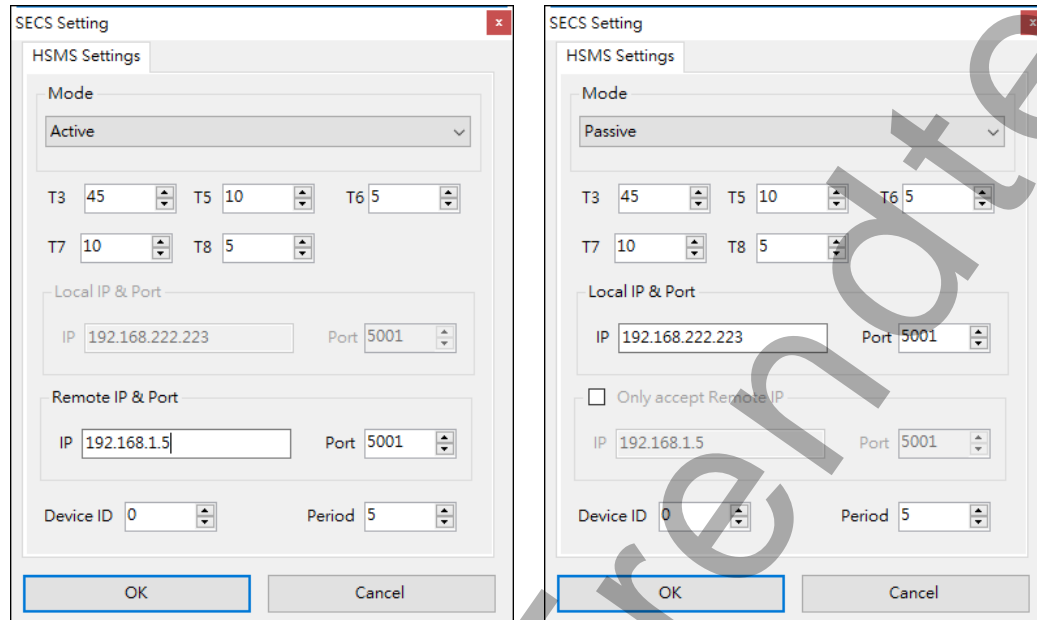 SECS Setting
x
HSMS Settings
Mode
Active
T3 45 T5 10 T6 5
T7 10 T8 5
Local IP & Port
IP 192.168.222.223 Port 5001
Remote IP & Port
IP 192.168.1.5 Port 5001
Device ID 0 Period 5
OK Cancel
SECS Setting
x
HSMS Settings
Mode
Passive
T3 45 T5 10 T6 5
T7 10 T8 5
Local IP & Port
IP 192.168.222.223 Port 5001
Only accept Remote IP
IP 192.168.1.5 Port 5001
Device ID 0 Period 5
OK Cancel
Trendte